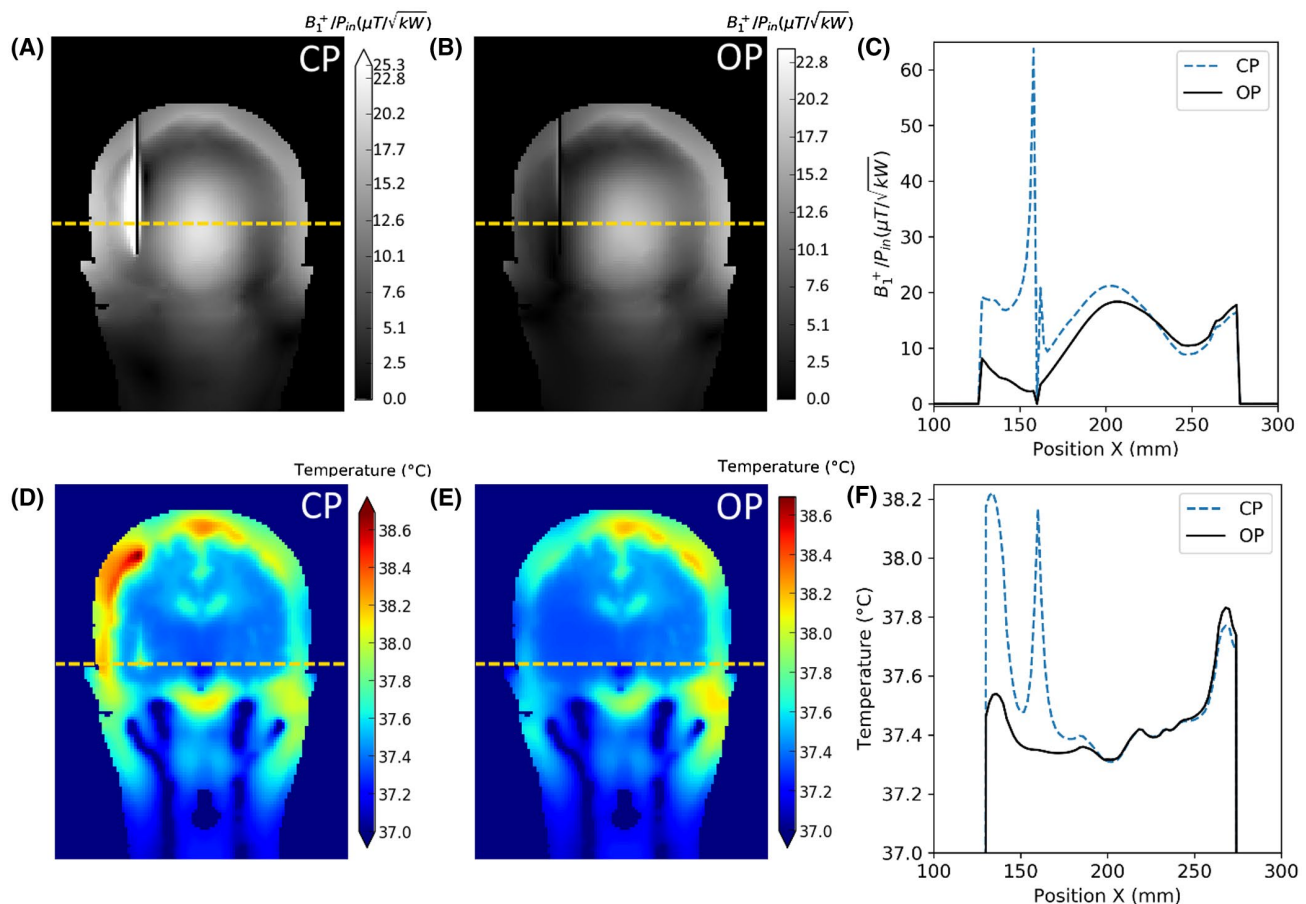 (A)
B₁⁺/Pᵢₙ(μT/√kW)
CP
25.3
22.8
20.2
17.7
15.2
12.6
10.1
7.6
5.1
2.5
0.0
(B)
B₁⁺/Pᵢₙ(μT/√kW)
OP
22.8
20.2
17.7
15.2
12.6
10.1
7.6
5.1
2.5
0.0
(C)
B₁⁺/Pᵢₙ(μT/√kW)
60
50
40
30
20
10
0
CP
OP
100 150 200 250 300
Position X (mm)
(D)
Temperature (°C)
CP
38.6
38.4
38.2
38.0
37.8
37.6
37.4
37.2
37.0
(E)
Temperature (°C)
OP
38.6
38.4
38.2
38.0
37.8
37.6
37.4
37.2
37.0
(F)
Temperature (°C)
38.2
38.0
37.8
37.6
37.4
37.2
37.0
CP
OP
100 150 200 250 300
Position X (mm)